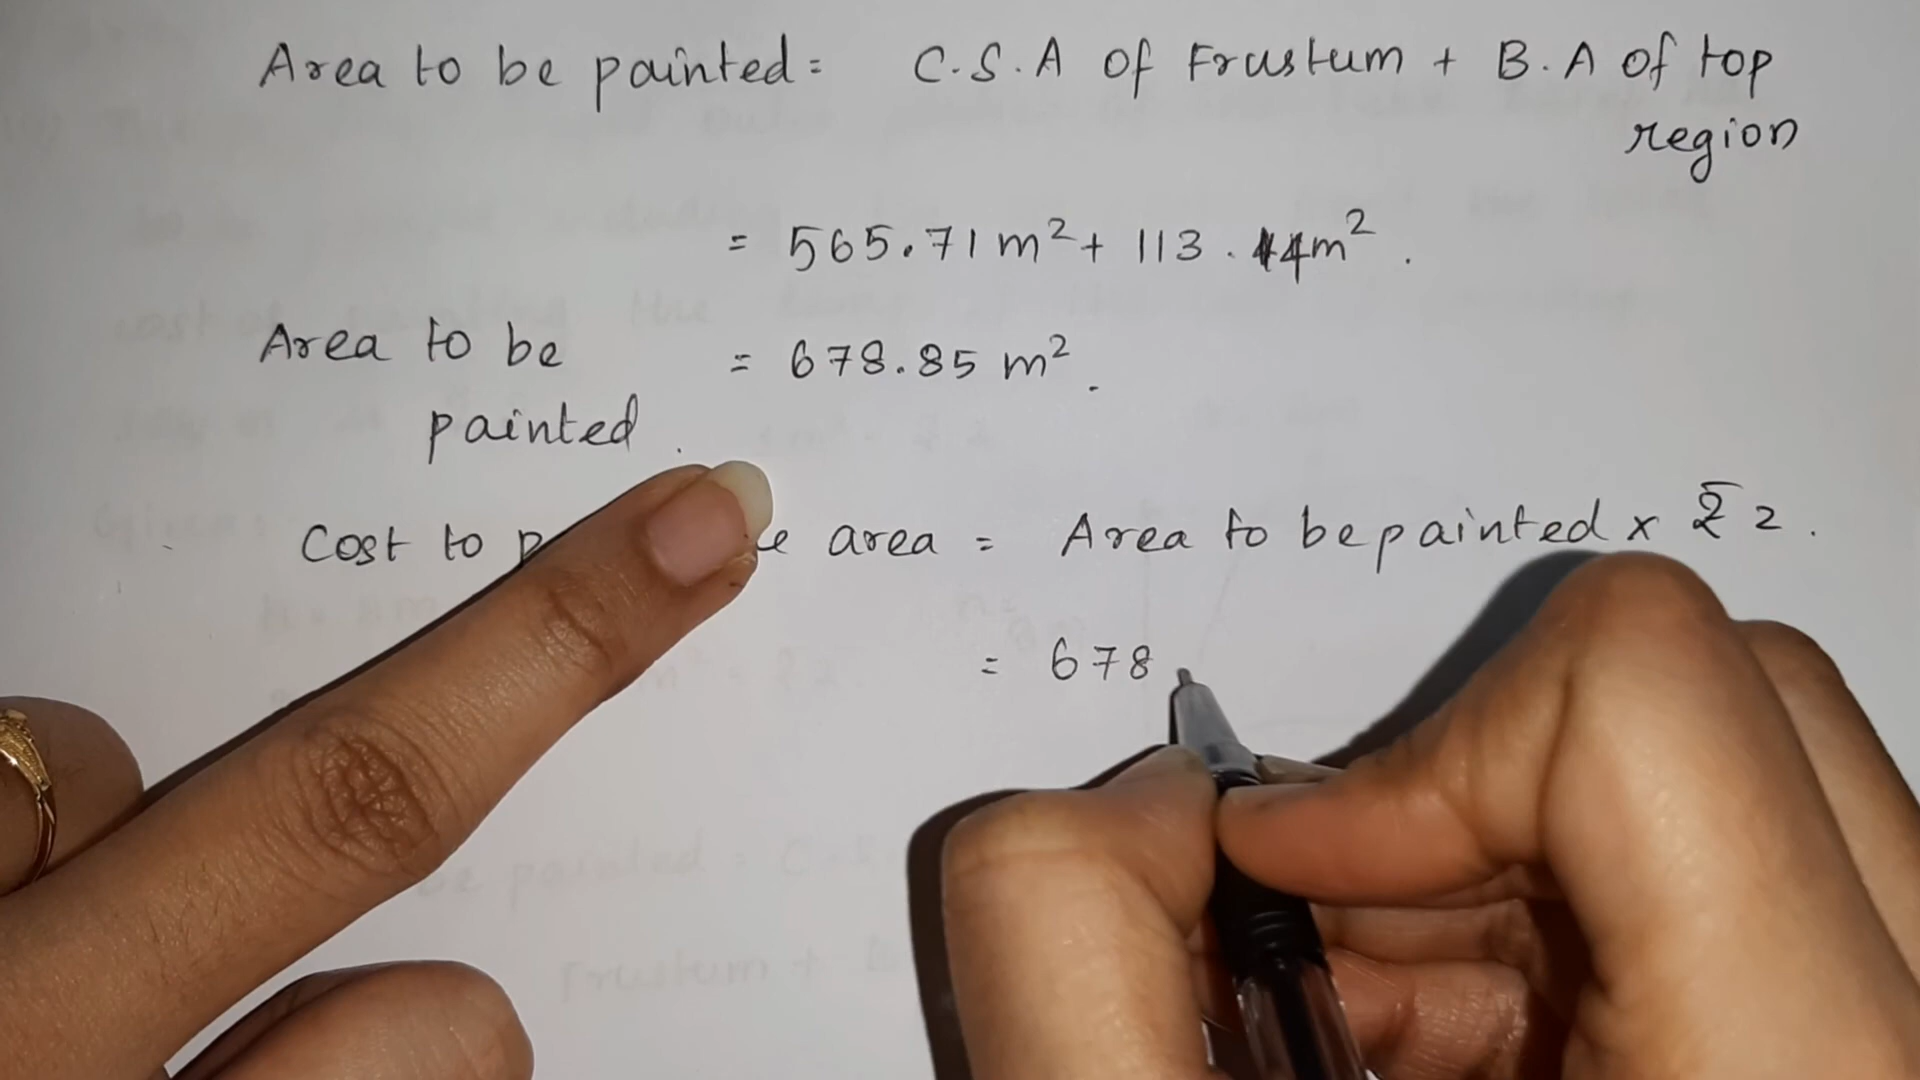 Area to be painted = C.S.A of Frustum + B.A of top
region
= 565.71 m² + 113.14m².
Area to be = 678.85 m².
painted.
Cost to area = Area to be painted x ₹ 2.
= 678